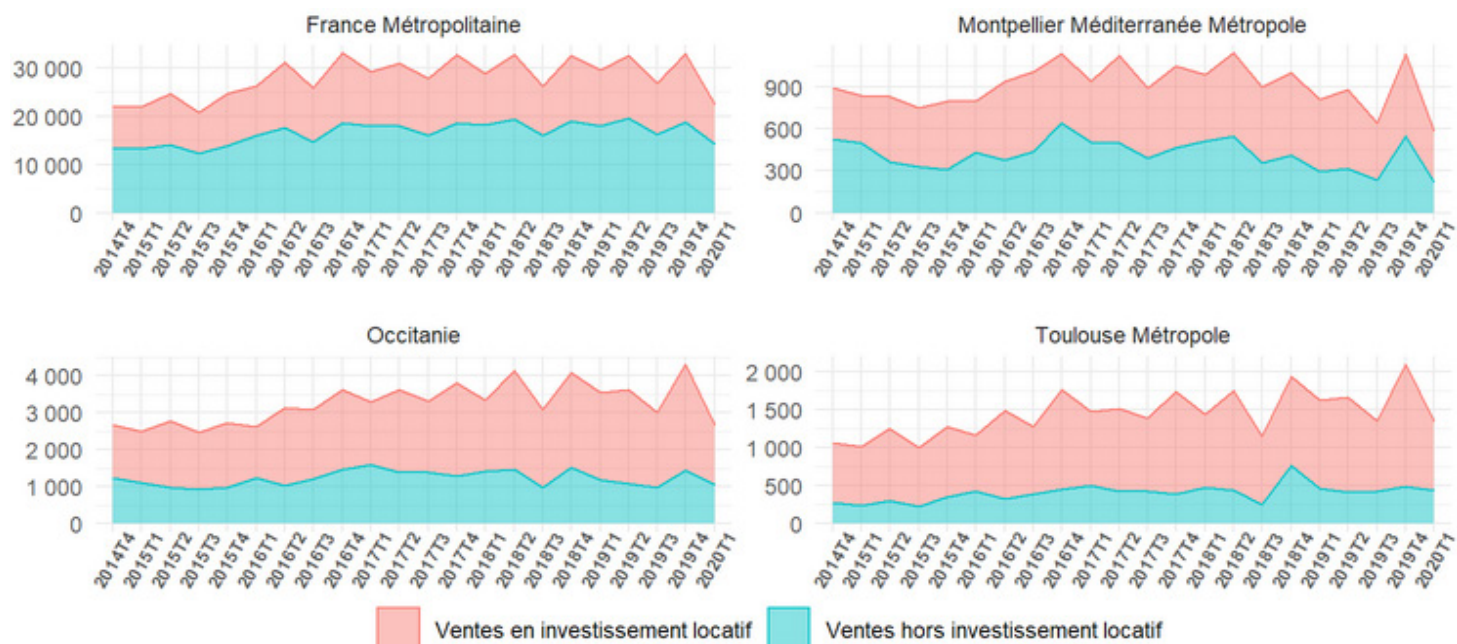 France Métropolitaine
30 000
20 000
10 000
0
2014T4
2015T1
2015T2
2015T3
2015T4
2016T1
2016T2
2016T3
2016T4
2017T1
2017T2
2017T3
2017T4
2018T1
2018T2
2018T3
2018T4
2019T1
2019T2
2019T3
2019T4
2020T1
Montpellier Méditerranée Métropole
900
600
300
0
2014T4
2015T1
2015T2
2015T3
2015T4
2016T1
2016T2
2016T3
2016T4
2017T1
2017T2
2017T3
2017T4
2018T1
2018T2
2018T3
2018T4
2019T1
2019T2
2019T3
2019T4
2020T1
Occitanie
4 000
3 000
2 000
1 000
0
2014T4
2015T1
2015T2
2015T3
2015T4
2016T1
2016T2
2016T3
2016T4
2017T1
2017T2
2017T3
2017T4
2018T1
2018T2
2018T3
2018T4
2019T1
2019T2
2019T3
2019T4
2020T1
Toulouse Métropole
2 000
1 500
1 000
500
0
2014T4
2015T1
2015T2
2015T3
2015T4
2016T1
2016T2
2016T3
2016T4
2017T1
2017T2
2017T3
2017T4
2018T1
2018T2
2018T3
2018T4
2019T1
2019T2
2019T3
2019T4
2020T1
Ventes en investissement locatif
Ventes hors investissement locatif